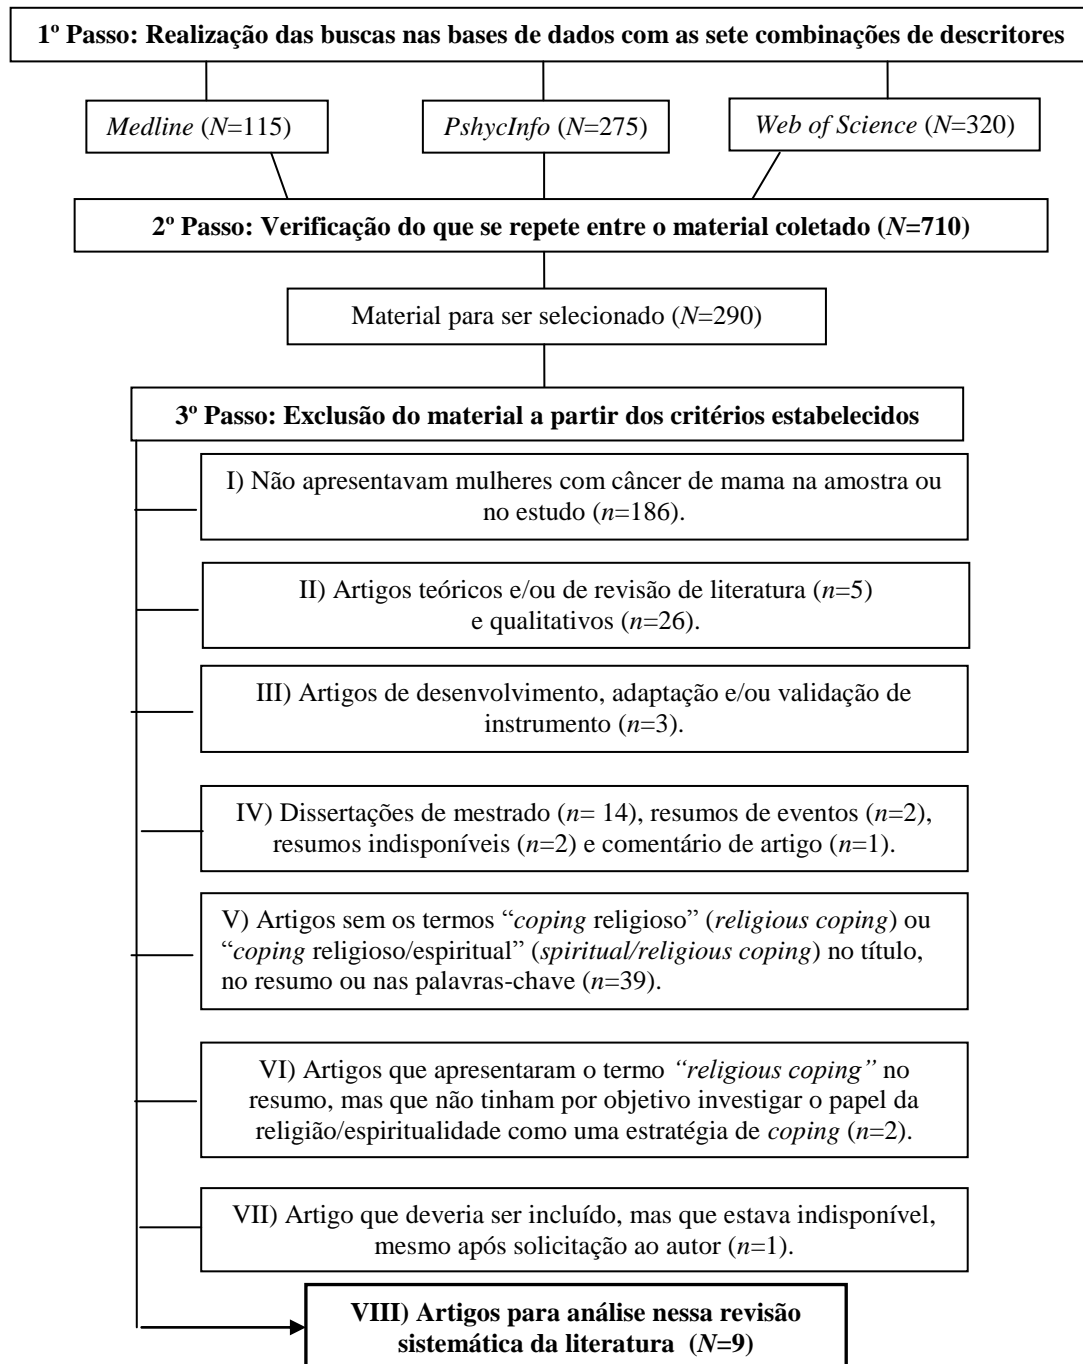 1º Passo: Realização das buscas nas bases de dados com as sete combinações de descritores
Medline (N=115)
PshycInfo (N=275)
Web of Science (N=320)
2º Passo: Verificação do que se repete entre o material coletado (N=710)
Material para ser selecionado (N=290)
3º Passo: Exclusão do material a partir dos critérios estabelecidos
I) Não apresentavam mulheres com câncer de mama na amostra ou
no estudo (n=186).
II) Artigos teóricos e/ou de revisão de literatura (n=5)
e qualitativos (n=26).
III) Artigos de desenvolvimento, adaptação e/ou validação de
instrumento (n=3).
IV) Dissertações de mestrado (n= 14), resumos de eventos (n=2),
resumos indisponíveis (n=2) e comentário de artigo (n=1).
V) Artigos sem os termos “coping religioso” (religious coping) ou
“coping religioso/espiritual” (spiritual/religious coping) no título,
no resumo ou nas palavras-chave (n=39).
VI) Artigos que apresentaram o termo “religious coping” no
resumo, mas que não tinham por objetivo investigar o papel da
religião/espiritualidade como uma estratégia de coping (n=2).
VII) Artigo que deveria ser incluído, mas que estava indisponível,
mesmo após solicitação ao autor (n=1).
VIII) Artigos para análise nessa revisão
sistemática da literatura (N=9)